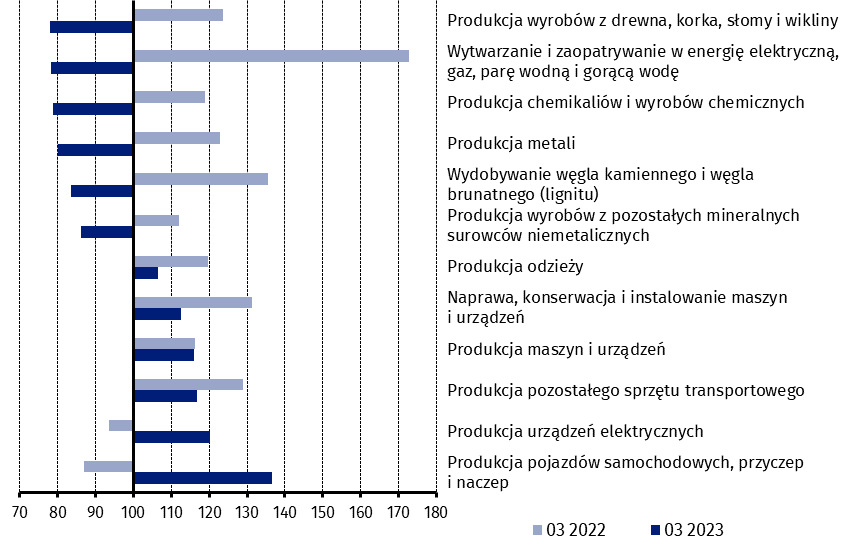 Produkcja wyrobów z drewna, korka, słomy i wikliny
Wytwarzanie i zaopatrywanie w energię elektryczną,
gaz, parę wodną i gorącą wodę
Produkcja chemikaliów i wyrobów chemicznych
Produkcja metali
Wydobywanie węgla kamiennego i węgla
brunatnego (lignitu)
Produkcja wyrobów z pozostałych mineralnych
surowców niemetalicznych
Produkcja odzieży
Naprawa, konserwacja i instalowanie maszyn
i urządzeń
Produkcja maszyn i urządzeń
Produkcja pozostałego sprzętu transportowego
Produkcja urządzeń elektrycznych
Produkcja pojazdów samochodowych, przyczep
i naczep
70 80 90 100 110 120 130 140 150 160 170 180
03 2022 03 2023